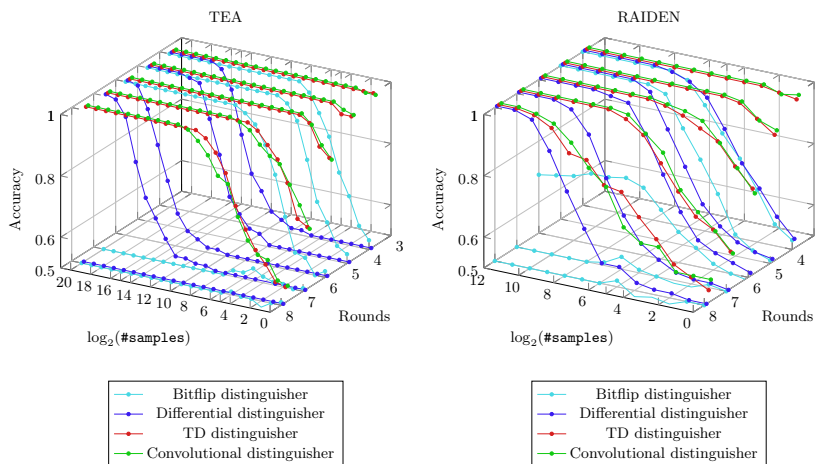 TEA
1
0.8
0.6
0.5
Accuracy
20 18 16 14 12 10 8 6 4 2 0
log2(#samples)
8 7 6 5 4 3
Rounds
Bitflip distinguisher
Differential distinguisher
TD distinguisher
Convolutional distinguisher
RAIDEN
1
0.8
0.6
0.5
Accuracy
12 10 8 6 4 2 0
log2(#samples)
8 7 6 5 4
Rounds
Bitflip distinguisher
Differential distinguisher
TD distinguisher
Convolutional distinguisher